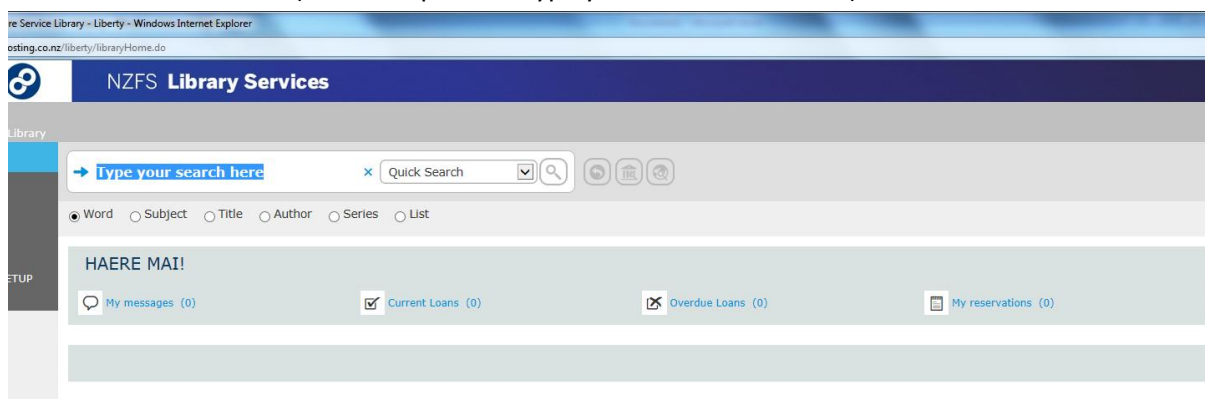 re Service Library - Liberty - Windows Internet Explorer
osting.co.nz/liberty/libraryHome.do
NZFS Library Services
Library
Type your search here × Quick Search
Word Subject Title Author Series List
HAERE MAI!
ETUP
My messages (0) Current Loans (0) Overdue Loans (0) My reservations (0)